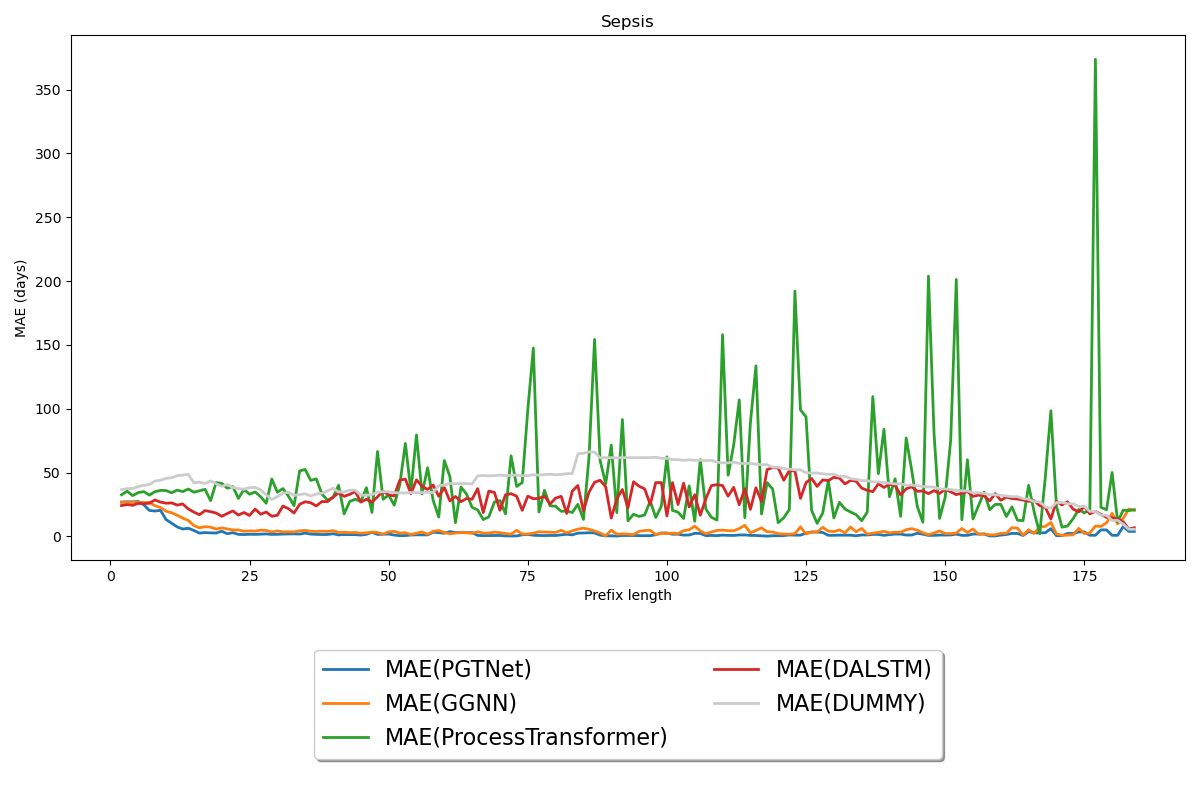 Sepsis
350
300
250
200
150
100
50
0
MAE (days)
0 25 50 75 100 125 150 175
Prefix length
MAE(PGTNet)
MAE(GGNN)
MAE(ProcessTransformer)
MAE(DALSTM)
MAE(DUMMY)